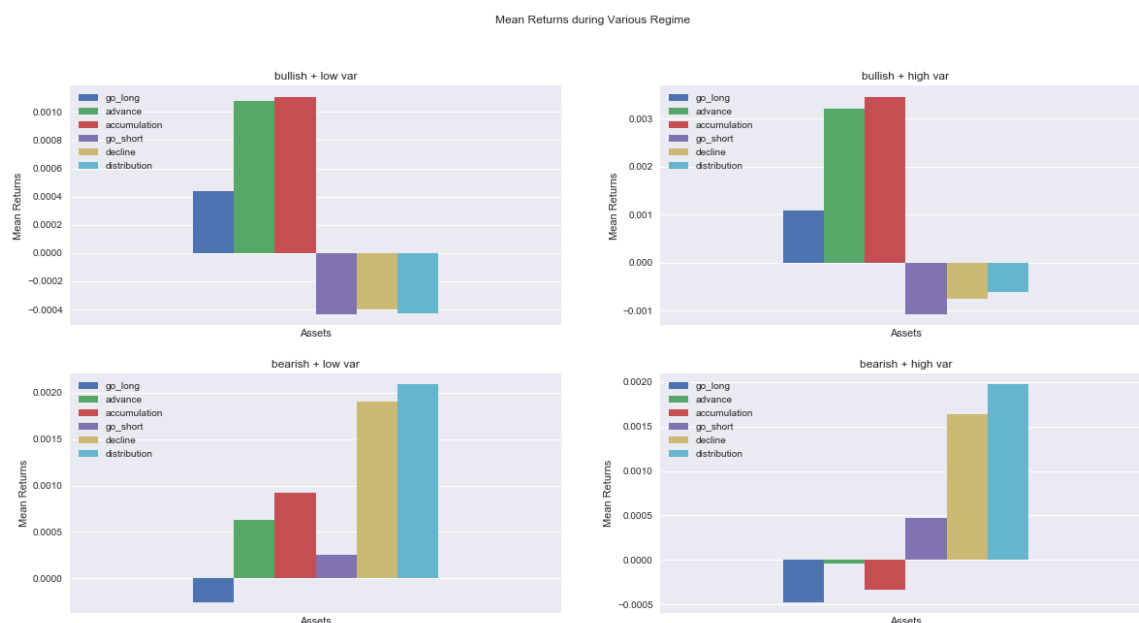 Mean Returns during Various Regime
bullish + low var
go_long
advance
accumulation
go_short
decline
distribution
0.0010
0.0008
0.0006
0.0004
0.0002
0.0000
−0.0002
−0.0004
Mean Returns
Assets
bullish + high var
go_long
advance
accumulation
go_short
decline
distribution
0.003
0.002
0.001
0.000
−0.001
Mean Returns
Assets
bearish + low var
go_long
advance
accumulation
go_short
decline
distribution
0.0020
0.0015
0.0010
0.0005
0.0000
Mean Returns
Assets
bearish + high var
go_long
advance
accumulation
go_short
decline
distribution
0.0020
0.0015
0.0010
0.0005
0.0000
−0.0005
Mean Returns
Assets